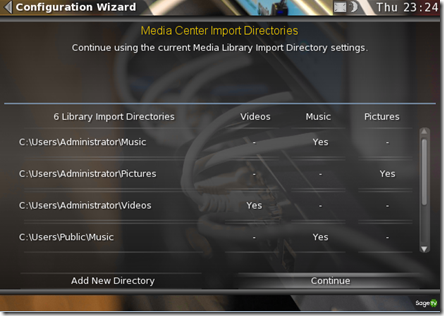 Configuration Wizard Thu 23:24
Media Center Import Directories
Continue using the current Media Library Import Directory settings.
6 Library Import Directories Videos Music Pictures
C:\Users\Administrator\Music - Yes -
C:\Users\Administrator\Pictures - - Yes
C:\Users\Administrator\Videos Yes - -
C:\Users\Public\Music - Yes -
Add New Directory Continue
Sagetv